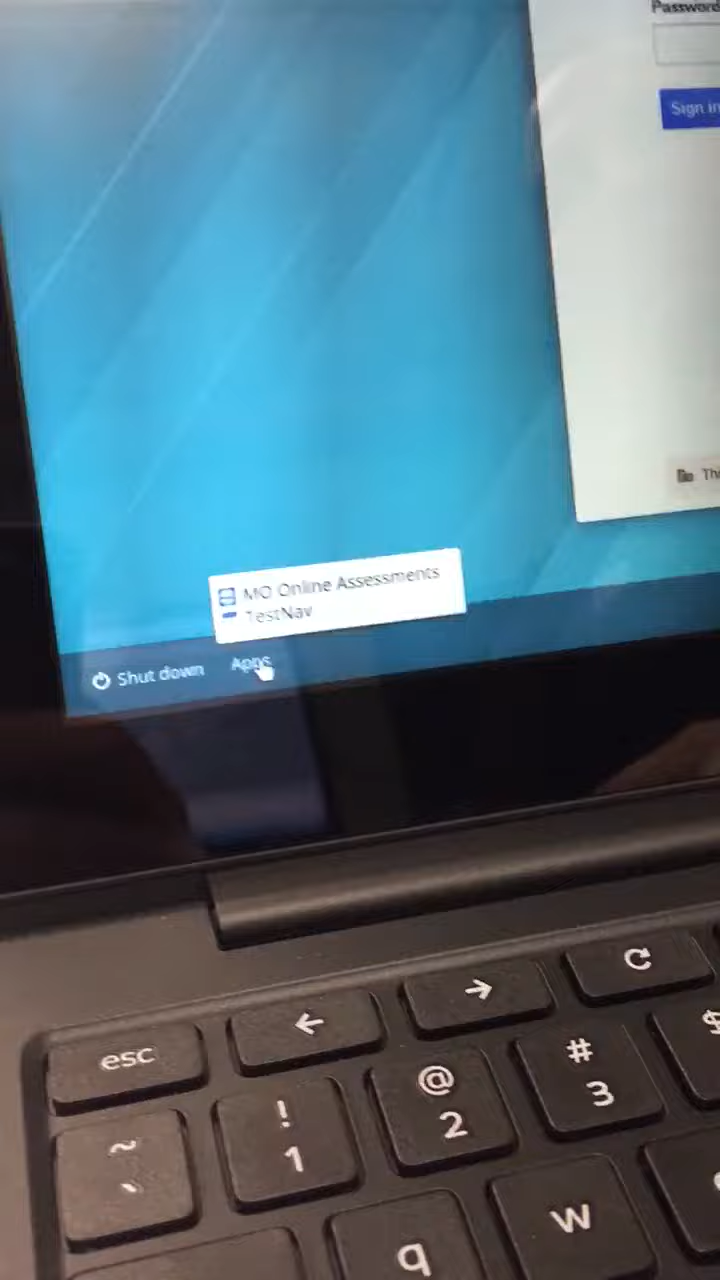 Password
Sign in
MO Online Assessments
TestNav
Shut down
Apps
esc
! 1
@ 2
# 3
$
~ `
q
w